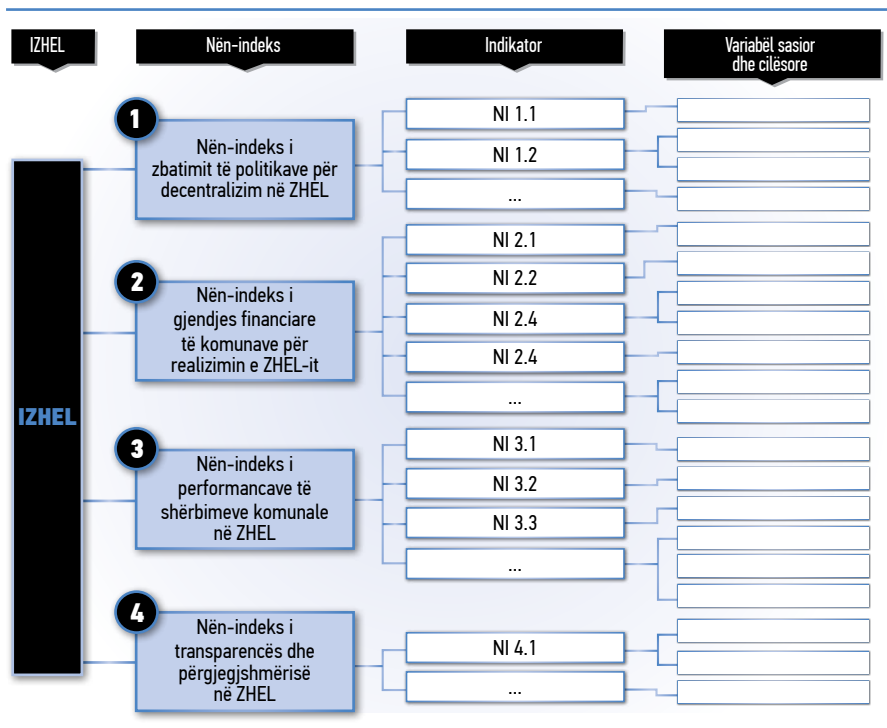 IZHEL
Nën-indeks
Indikator
Variabël sasior
dhe cilësore
IZHEL
1
Nën-indeks i
zbatimit të politikave për
decentralizim në ZHEL
NI 1.1
NI 1.2
...
2
Nën-indeks i
gjendjes financiare
të komunave për
realizimin e ZHEL-it
NI 2.1
NI 2.2
NI 2.4
NI 2.4
...
3
Nën-indeks i
performancave të
shërbimeve komunale
në ZHEL
NI 3.1
NI 3.2
NI 3.3
...
4
Nën-indeks i
transparencës dhe
përgjegjshmërisë
në ZHEL
NI 4.1
...